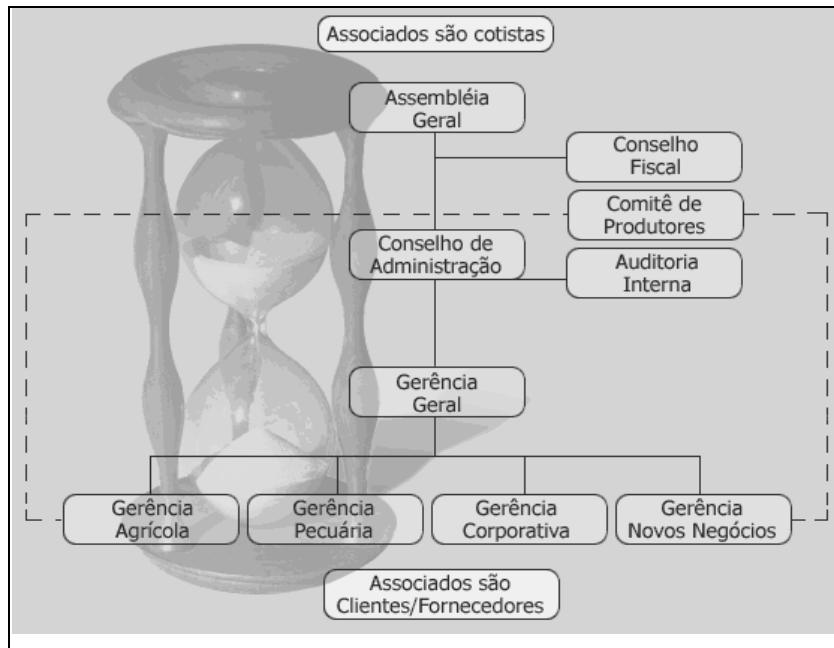 Associados são cotistas
Assembléia
Geral
Conselho
Fiscal
Comitê de
Produtores
Conselho de
Administração
Auditoria
Interna
Gerência
Geral
Gerência
Agrícola
Gerência
Pecuária
Gerência
Corporativa
Gerência
Novos Negócios
Associados são
Clientes/Fornecedores